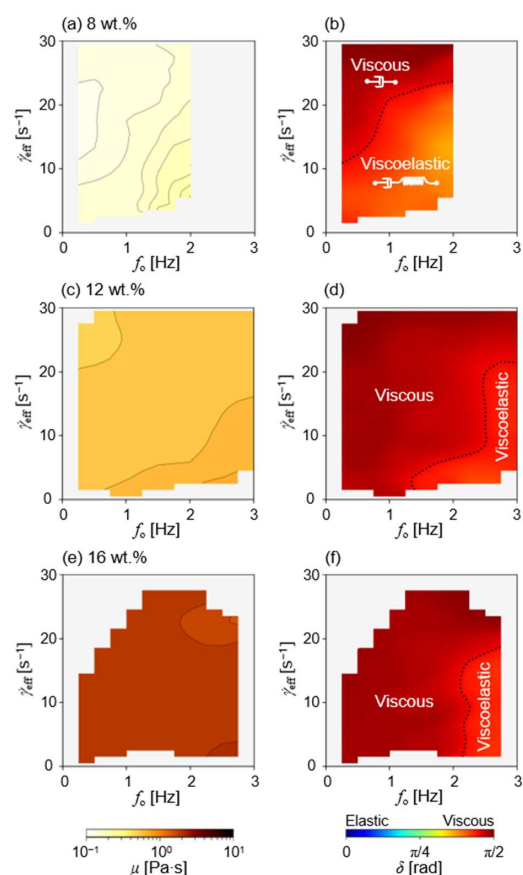 (a) 8 wt.%
(b)
30
20
10
0
γ̇eff [s⁻¹]
0 1 2 3
fo [Hz]
30
20
10
0
γ̇eff [s⁻¹]
Viscous
Viscoelastic
0 1 2 3
fo [Hz]
(c) 12 wt.%
(d)
30
20
10
0
γ̇eff [s⁻¹]
0 1 2 3
fo [Hz]
30
20
10
0
γ̇eff [s⁻¹]
Viscous
Viscoelastic
0 1 2 3
fo [Hz]
(e) 16 wt.%
(f)
30
20
10
0
γ̇eff [s⁻¹]
0 1 2 3
fo [Hz]
30
20
10
0
γ̇eff [s⁻¹]
Viscous
Viscoelastic
0 1 2 3
fo [Hz]
10⁻¹ 10⁰ 10¹
μ [Pa·s]
Elastic Viscous
0 π/4 π/2
δ [rad]